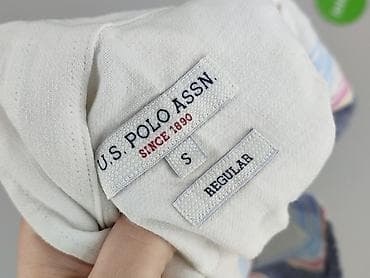 U.S. POLO ASSN.
SINCE 1890
S
REGULAR